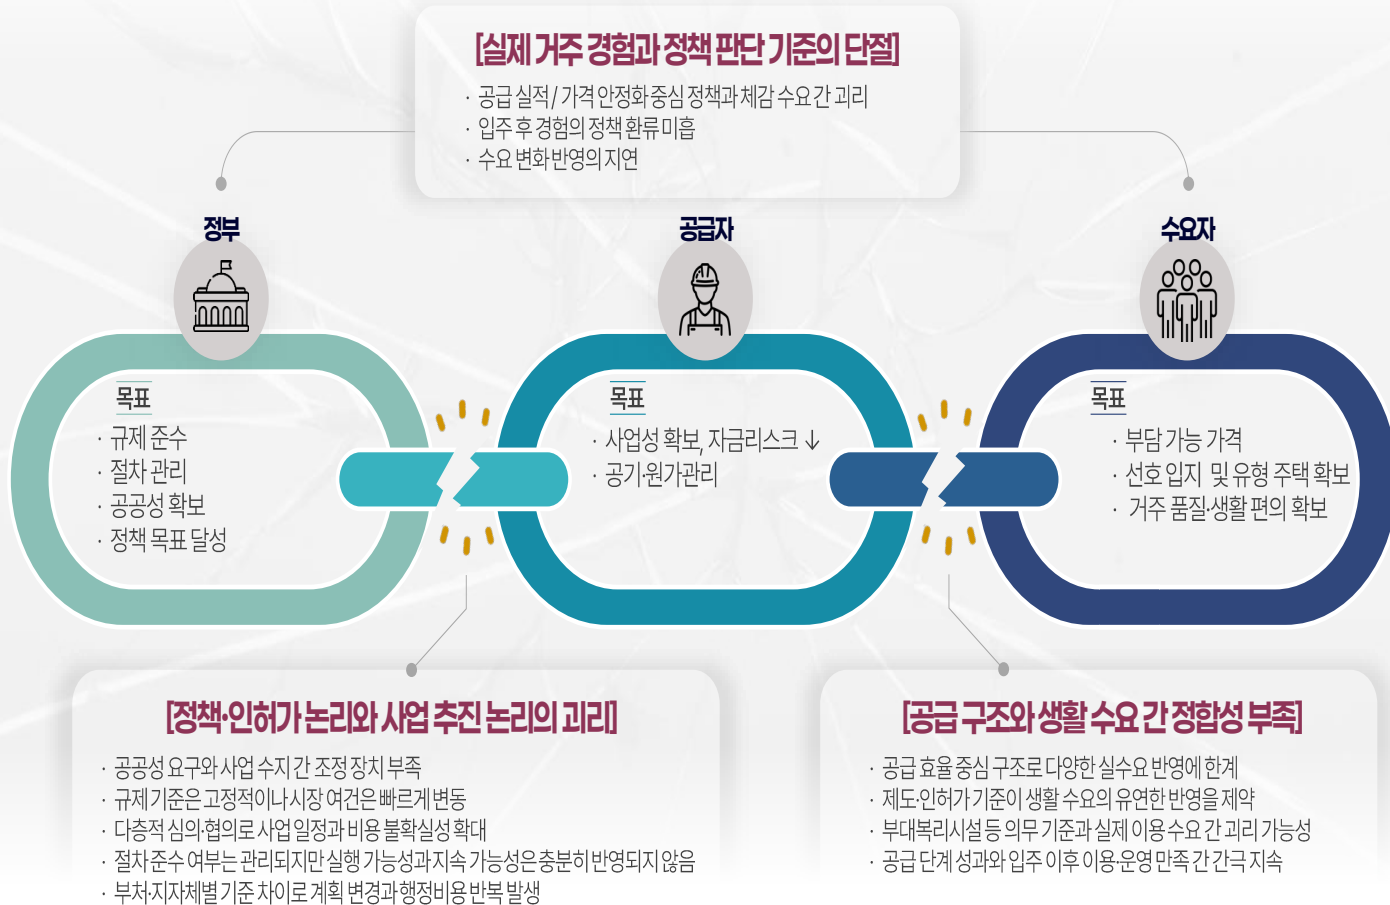 [실제 거주 경험과 정책 판단 기준의 단절]
· 공급 실적 / 가격 안정화 중심 정책과 체감 수요 간 괴리
· 입주 후 경험의 정책 환류 미흡
· 수요 변화 반영의 지연
정부
공급자
수요자
목표
· 규제 준수
· 절차 관리
· 공공성 확보
· 정책 목표 달성
목표
· 사업성 확보, 자금리스크 ↓
· 공기·원가관리
목표
· 부담 가능 가격
· 선호 입지 및 유형 주택 확보
· 거주 품질·생활 편의 확보
[정책·인허가 논리와 사업 추진 논리의 괴리]
· 공공성 요구와 사업 수지 간 조정 장치 부족
· 규제 기준은 고정적이나 시장 여건은 빠르게 변동
· 다층적 심의·협의로 사업 일정과 비용 불확실성 확대
· 절차 준수 여부는 관리되지만 실행 가능성과 지속 가능성은 충분히 반영되지 않음
· 부처·지자체별 기준 차이로 계획 변경과 행정비용 반복 발생
[공급 구조와 생활 수요 간 정합성 부족]
· 공급 효율 중심 구조로 다양한 실수요 반영에 한계
· 제도·인허가 기준이 생활 수요의 유연한 반영을 제약
· 부대복리시설 등 의무 기준과 실제 이용 수요 간 괴리 가능성
· 공급 단계 성과와 입주 이후 이용·운영 만족 간 간극 지속